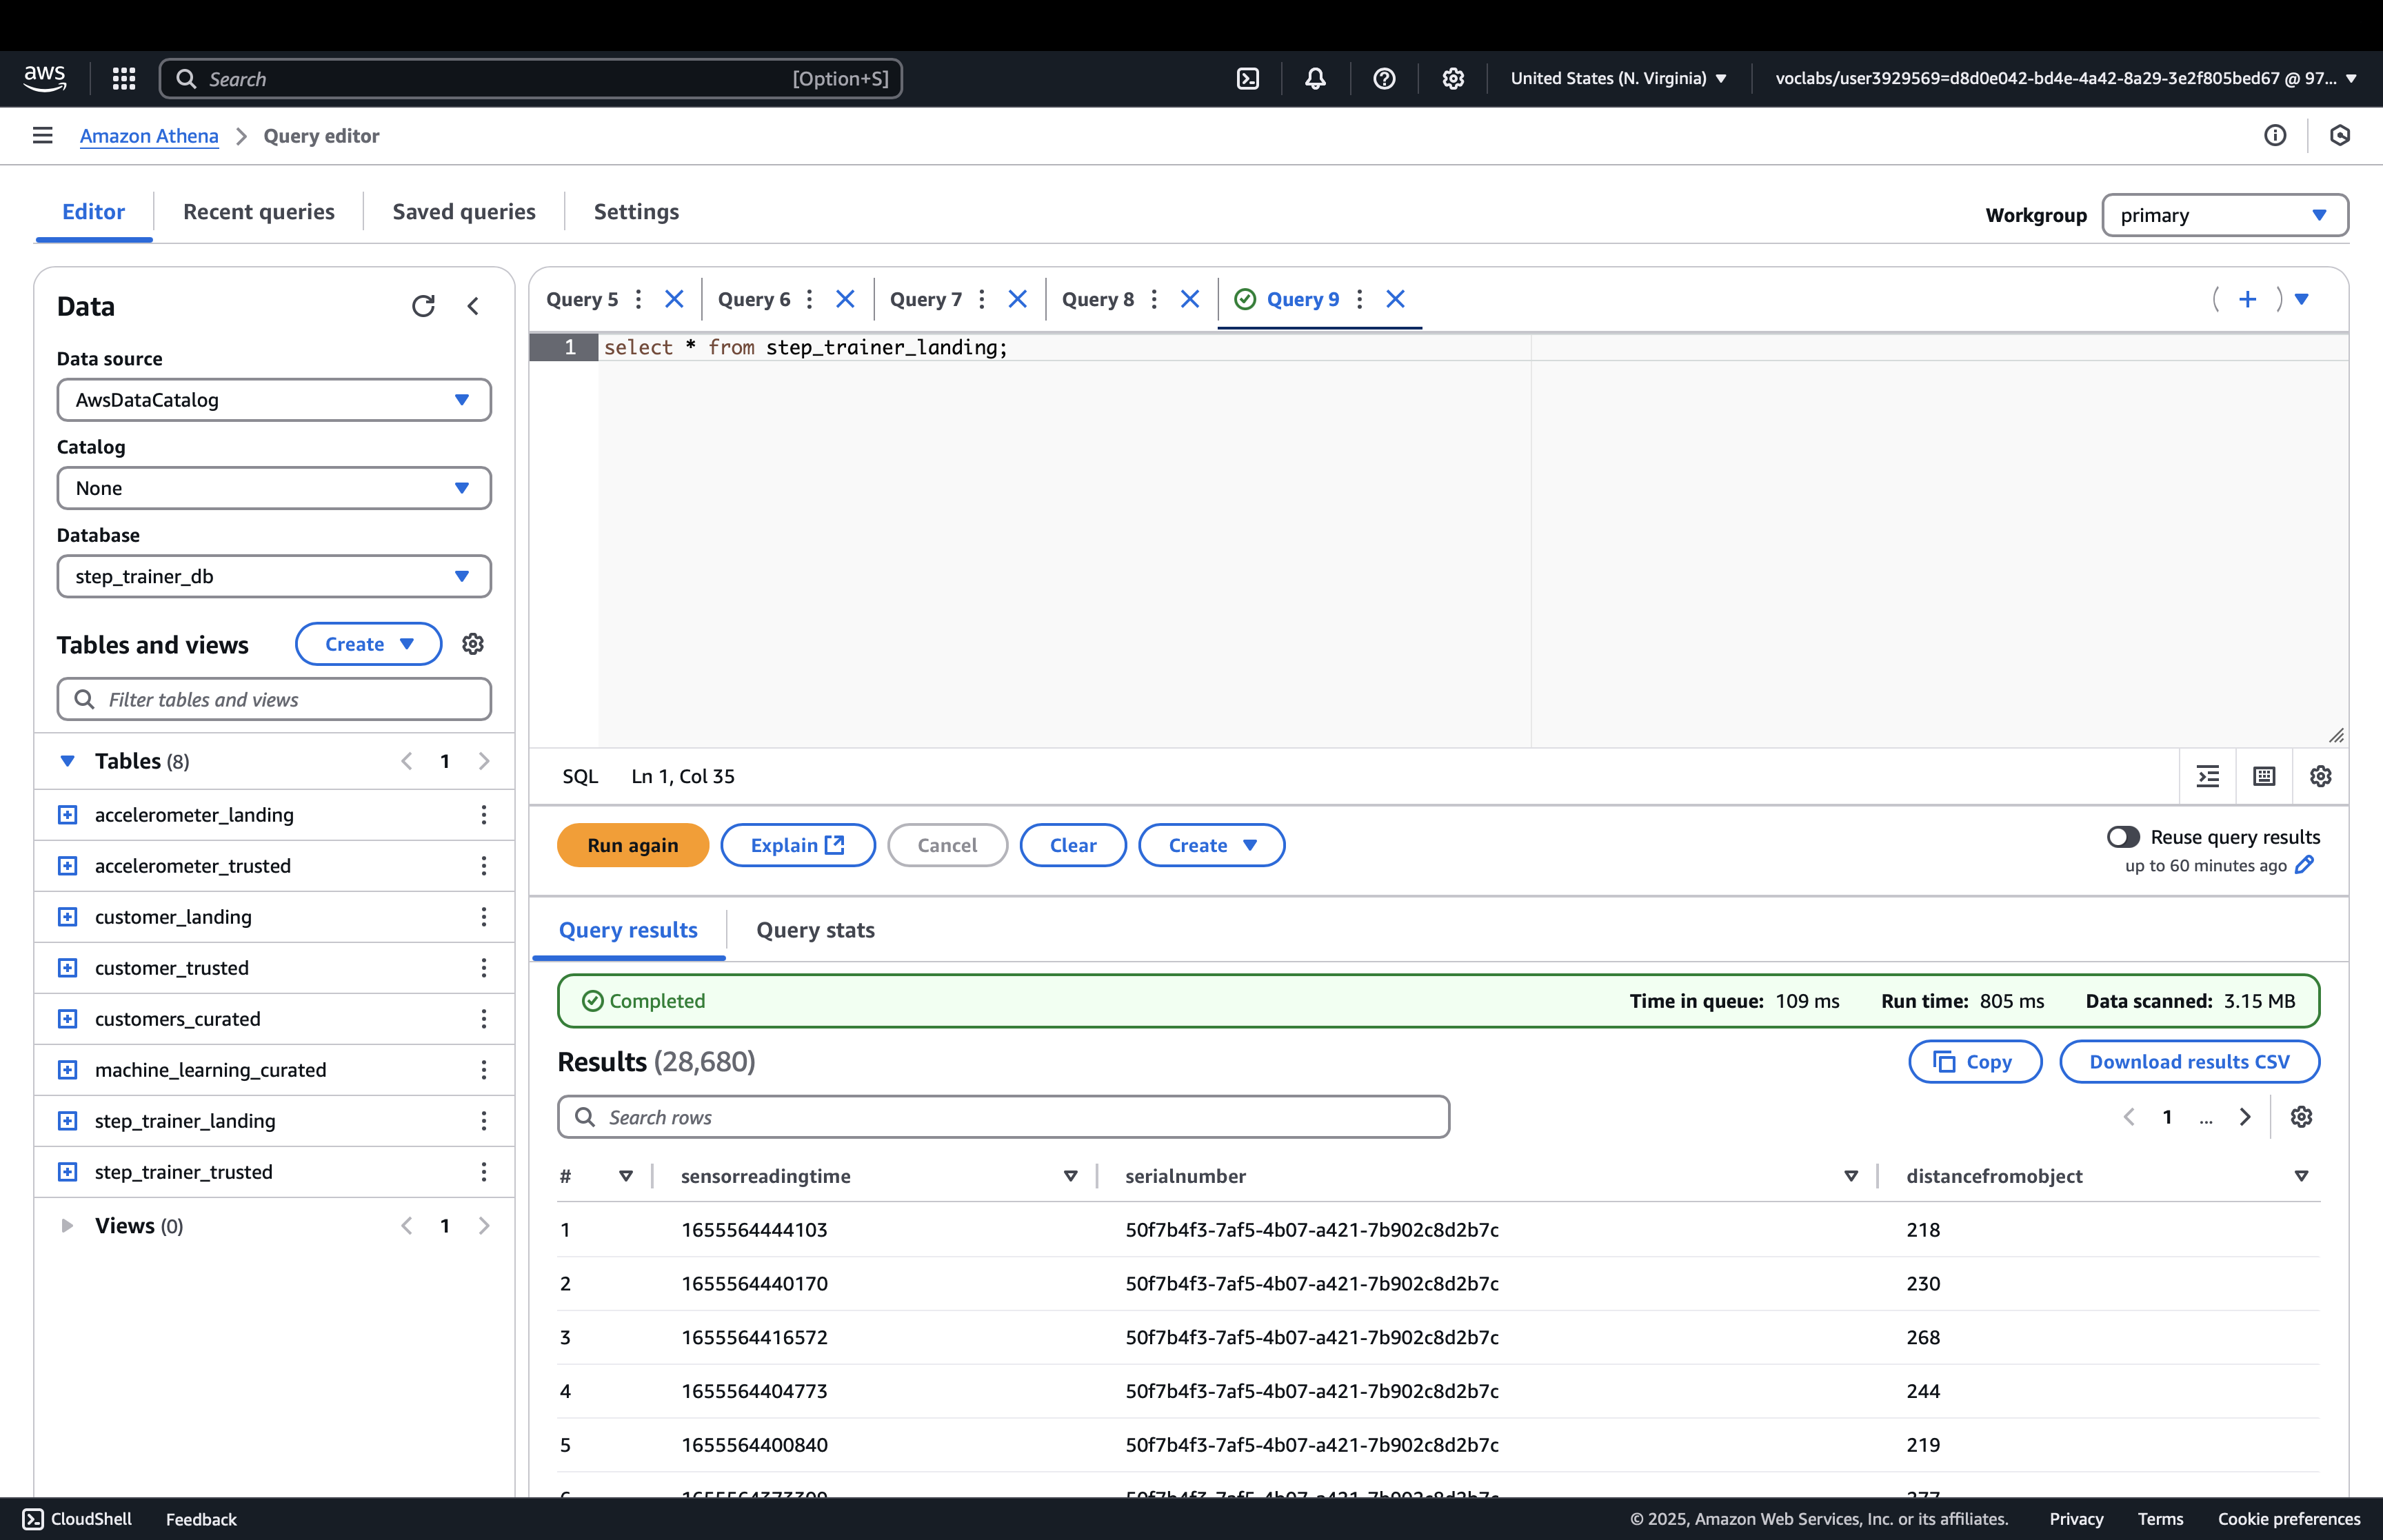 aws
Search [Option+S]
United States (N. Virginia)
voclabs/user3929569=d8d0e042-bd4e-4a42-8a29-3e2f805bed67 @ 97...
Amazon Athena
Query editor
Editor
Recent queries
Saved queries
Settings
Workgroup
primary
Data
Data source
AwsDataCatalog
Catalog
None
Database
step_trainer_db
Tables and views
Create
Filter tables and views
Tables (8)
1
accelerometer_landing
accelerometer_trusted
customer_landing
customer_trusted
customers_curated
machine_learning_curated
step_trainer_landing
step_trainer_trusted
Views (0)
1
Query 5
Query 6
Query 7
Query 8
Query 9
1 select * from step_trainer_landing;
SQL Ln 1, Col 35
Run again
Explain
Cancel
Clear
Create
Reuse query results
up to 60 minutes ago
Query results
Query stats
Completed
Time in queue: 109 ms
Run time: 805 ms
Data scanned: 3.15 MB
Results (28,680)
Copy
Download results CSV
Search rows
1 ...
# sensorreadingtime serialnumber distancefromobject
1 1655564444103 50f7b4f3-7af5-4b07-a421-7b902c8d2b7c 218
2 1655564440170 50f7b4f3-7af5-4b07-a421-7b902c8d2b7c 230
3 1655564416572 50f7b4f3-7af5-4b07-a421-7b902c8d2b7c 268
4 1655564404773 50f7b4f3-7af5-4b07-a421-7b902c8d2b7c 244
5 1655564400840 50f7b4f3-7af5-4b07-a421-7b902c8d2b7c 219
CloudShell
Feedback
© 2025, Amazon Web Services, Inc. or its affiliates.
Privacy
Terms
Cookie preferences